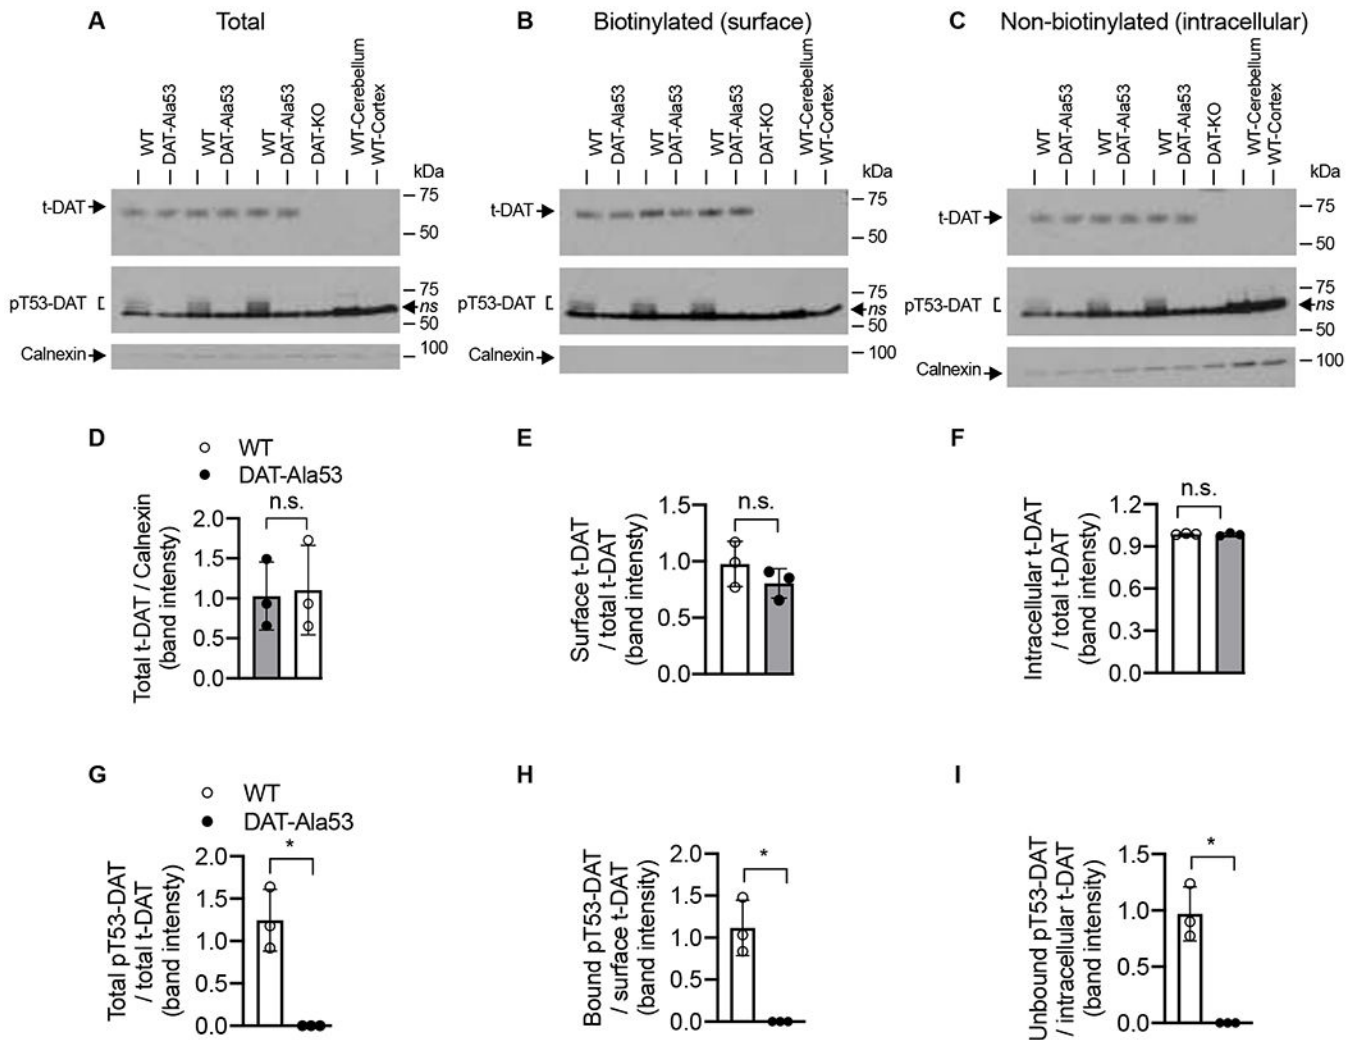 A Total
WT
DAT-Ala53
WT
DAT-Ala53
WT
DAT-Ala53
DAT-KO
WT-Cerebellum
WT-Cortex
kDa
t-DAT
75
50
pT53-DAT
75
ns
50
Calnexin
100
B Biotinylated (surface)
WT
DAT-Ala53
WT
DAT-Ala53
WT
DAT-Ala53
DAT-KO
WT-Cerebellum
WT-Cortex
kDa
t-DAT
75
50
pT53-DAT
75
ns
50
Calnexin
100
C Non-biotinylated (intracellular)
WT
DAT-Ala53
WT
DAT-Ala53
WT
DAT-Ala53
DAT-KO
WT-Cerebellum
WT-Cortex
kDa
t-DAT
75
50
pT53-DAT
75
ns
50
Calnexin
100
D
WT
DAT-Ala53
n.s.
Total t-DAT / Calnexin
(band intensty)
2.0
1.5
1.0
0.5
0.0
E
n.s.
Surface t-DAT
/ total t-DAT
(band intensty)
1.5
1.0
0.5
0.0
F
n.s.
Intracellular t-DAT
/ total t-DAT
(band intensity)
1.2
0.9
0.6
0.3
0.0
G
WT
DAT-Ala53
*
Total pT53-DAT
/ total t-DAT
(band intensty)
2.0
1.5
1.0
0.5
0.0
H
*
Bound pT53-DAT
/ surface t-DAT
(band intensity)
2.0
1.5
1.0
0.5
0.0
I
*
Unbound pT53-DAT
/ intracellular t-DAT
(band intensity)
1.5
1.0
0.5
0.0